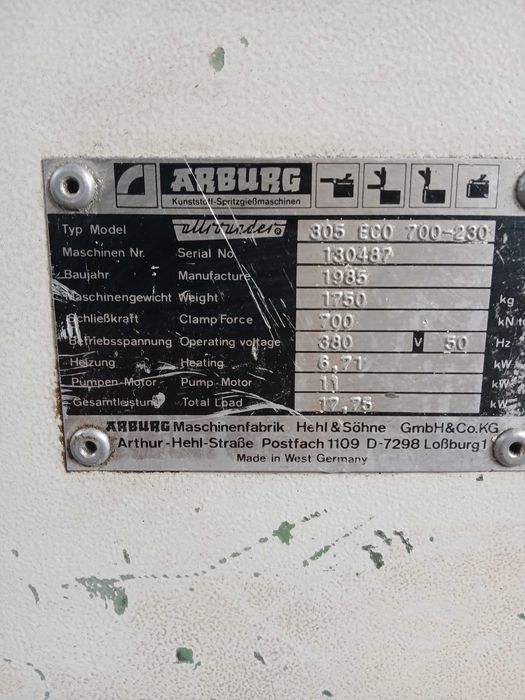 ARBURG
Kunststoff-Spritzgießmaschinen
Typ Model allrounder® 305 ECO 700-230
Maschinen Nr. Serial No 130487
Baujahr Manufacture 1985
Maschinengewicht Weight 1750 kg
Schließkraft Clamp Force 700 kN
Betriebsspannung Operating voltage 380 V 50 Hz
Heizung Heating 6,71 kW
Pumpen-Motor Pump Motor 11 kW
Gesamtleistung Total Load 17,75 kW
ARBURG Maschinenfabrik Hehl & Söhne GmbH&Co.KG
Arthur-Hehl-Straße Postfach 1109 D-7298 Loßburg 1
Made in West Germany